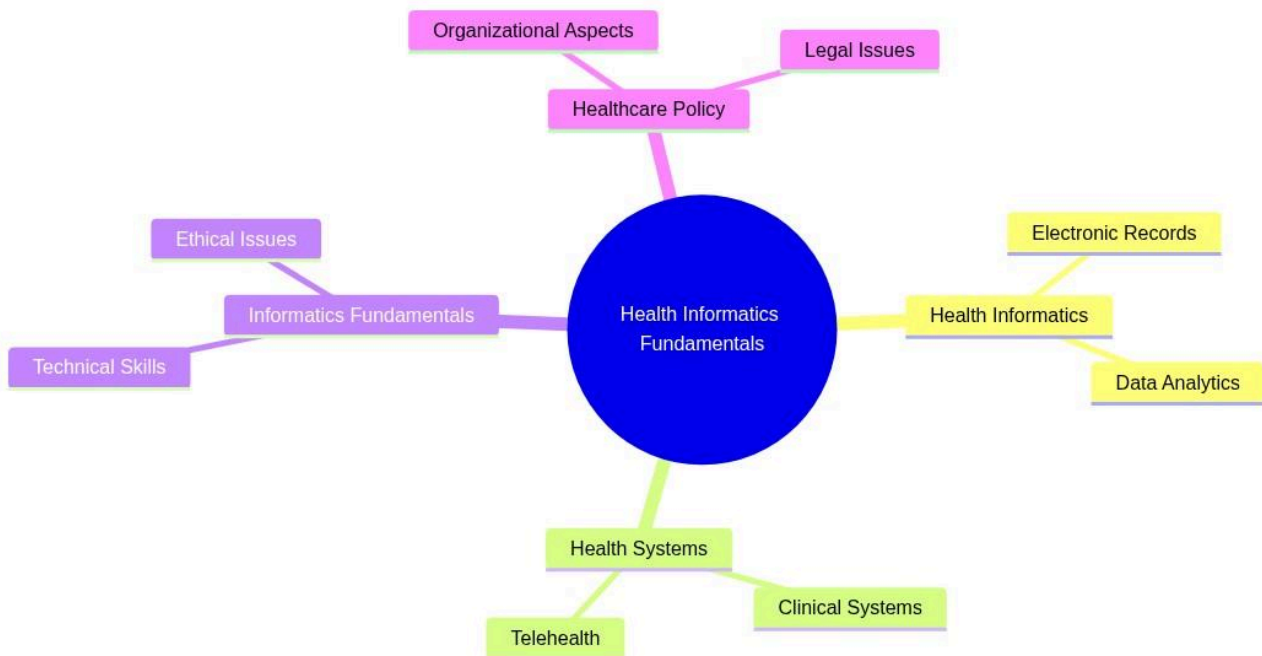 Organizational Aspects
Legal Issues
Healthcare Policy
Ethical Issues
Electronic Records
Informatics Fundamentals
Health Informatics
Fundamentals
Health Informatics
Technical Skills
Data Analytics
Health Systems
Clinical Systems
Telehealth